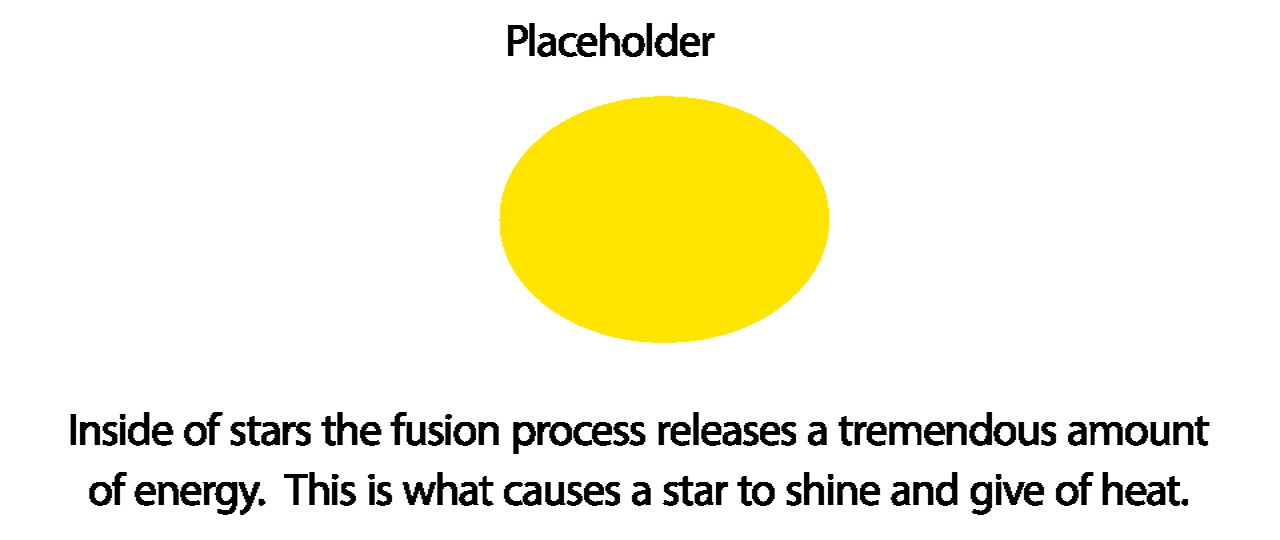 Placeholder
Inside of stars the fusion process releases a tremendous amount
of energy.  This is what causes a star to shine and give of heat.